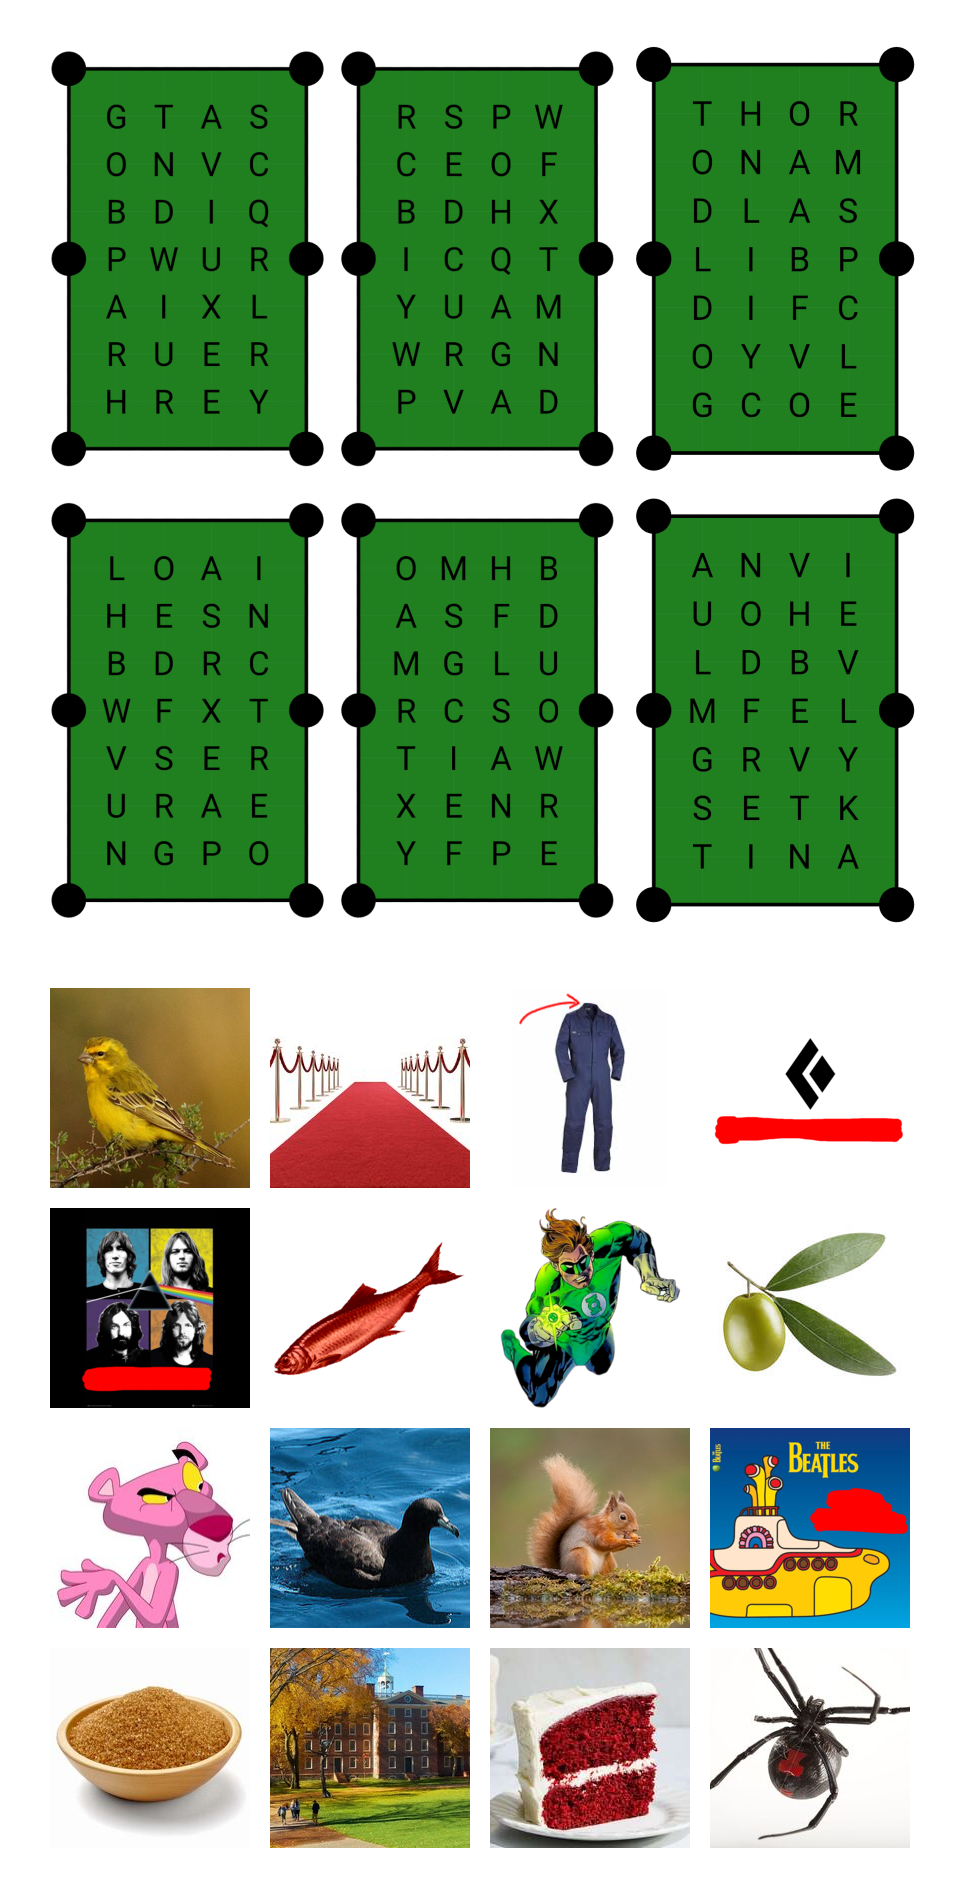 G T A S
O N V C
B D I Q
P W U R
A I X L
R U E R
H R E Y
R S P W
C E O F
B D H X
I C Q T
Y U A M
W R G N
P V A D
T H O R
O N A M
D L A S
L I B P
D I F C
O Y V L
G C O E
L O A I
H E S N
B D R C
W F X T
V S E R
U R A E
N G P O
O M H B
A S F D
M G L U
R C S O
T I A W
X E N R
Y F P E
A N V I
U O H E
L D B V
M F E L
G R V Y
S E T K
T I N A
THE
BEATLES